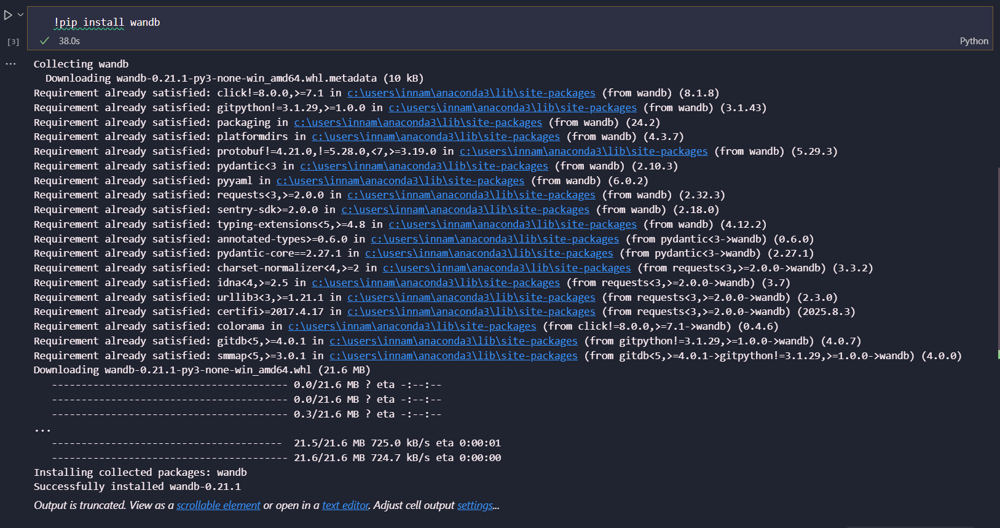 !pip install wandb
[3]
38.0s
Python
...
Collecting wandb
Downloading wandb-0.21.1-py3-none-win_amd64.whl.metadata (10 kB)
Requirement already satisfied: click!=8.0.0,>=7.1 in c:\users\innam\anaconda3\lib\site-packages (from wandb) (8.1.8)
Requirement already satisfied: gitpython!=3.1.29,>=1.0.0 in c:\users\innam\anaconda3\lib\site-packages (from wandb) (3.1.43)
Requirement already satisfied: packaging in c:\users\innam\anaconda3\lib\site-packages (from wandb) (24.2)
Requirement already satisfied: platformdirs in c:\users\innam\anaconda3\lib\site-packages (from wandb) (4.3.7)
Requirement already satisfied: protobuf!=4.21.0,!=5.28.0,<7,>=3.19.0 in c:\users\innam\anaconda3\lib\site-packages (from wandb) (5.29.3)
Requirement already satisfied: pydantic<3 in c:\users\innam\anaconda3\lib\site-packages (from wandb) (2.10.3)
Requirement already satisfied: pyyaml in c:\users\innam\anaconda3\lib\site-packages (from wandb) (6.0.2)
Requirement already satisfied: requests<3,>=2.0.0 in c:\users\innam\anaconda3\lib\site-packages (from wandb) (2.32.3)
Requirement already satisfied: sentry-sdk>=2.0.0 in c:\users\innam\anaconda3\lib\site-packages (from wandb) (2.18.0)
Requirement already satisfied: typing-extensions<5,>=4.8 in c:\users\innam\anaconda3\lib\site-packages (from wandb) (4.12.2)
Requirement already satisfied: annotated-types>=0.6.0 in c:\users\innam\anaconda3\lib\site-packages (from pydantic<3->wandb) (0.6.0)
Requirement already satisfied: pydantic-core==2.27.1 in c:\users\innam\anaconda3\lib\site-packages (from pydantic<3->wandb) (2.27.1)
Requirement already satisfied: charset-normalizer<4,>=2 in c:\users\innam\anaconda3\lib\site-packages (from requests<3,>=2.0.0->wandb) (3.3.2)
Requirement already satisfied: idna<4,>=2.5 in c:\users\innam\anaconda3\lib\site-packages (from requests<3,>=2.0.0->wandb) (3.7)
Requirement already satisfied: urllib3<3,>=1.21.1 in c:\users\innam\anaconda3\lib\site-packages (from requests<3,>=2.0.0->wandb) (2.3.0)
Requirement already satisfied: certifi>=2017.4.17 in c:\users\innam\anaconda3\lib\site-packages (from requests<3,>=2.0.0->wandb) (2025.8.3)
Requirement already satisfied: colorama in c:\users\innam\anaconda3\lib\site-packages (from click!=8.0.0,>=7.1->wandb) (0.4.6)
Requirement already satisfied: gitdb<5,>=4.0.1 in c:\users\innam\anaconda3\lib\site-packages (from gitpython!=3.1.29,>=1.0.0->wandb) (4.0.7)
Requirement already satisfied: smmap<5,>=3.0.1 in c:\users\innam\anaconda3\lib\site-packages (from gitdb<5,>=4.0.1->gitpython!=3.1.29,>=1.0.0->wandb) (4.0.0)
Downloading wandb-0.21.1-py3-none-win_amd64.whl (21.6 MB)
---------------------------------------- 0.0/21.6 MB ? eta -:--:--
---------------------------------------- 0.0/21.6 MB ? eta -:--:--
---------------------------------------- 0.3/21.6 MB ? eta -:--:--
...
---------------------------------------  21.5/21.6 MB 725.0 kB/s eta 0:00:01
---------------------------------------- 21.6/21.6 MB 724.7 kB/s eta 0:00:00
Installing collected packages: wandb
Successfully installed wandb-0.21.1
Output is truncated. View as a scrollable element or open in a text editor. Adjust cell output settings...